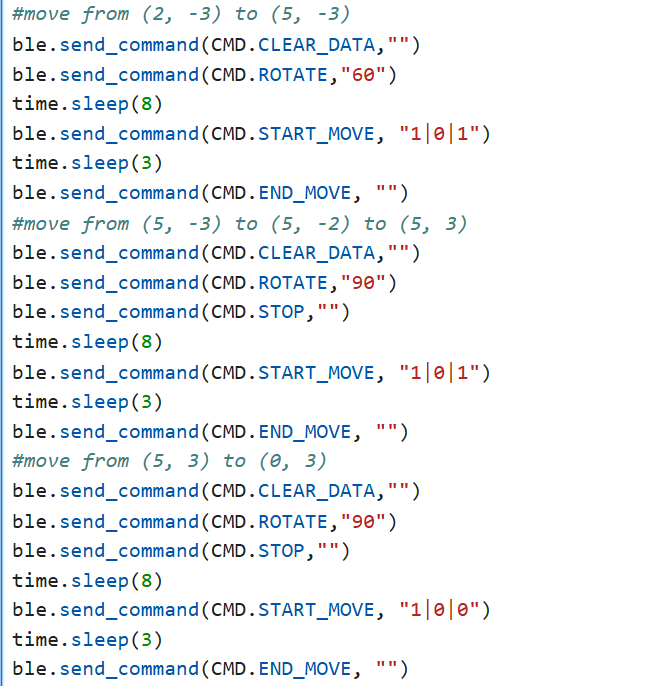 #move from (2, -3) to (5, -3)
ble.send_command(CMD.CLEAR_DATA,"")
ble.send_command(CMD.ROTATE,"60")
time.sleep(8)
ble.send_command(CMD.START_MOVE, "1|0|1")
time.sleep(3)
ble.send_command(CMD.END_MOVE, "")
#move from (5, -3) to (5, -2) to (5, 3)
ble.send_command(CMD.CLEAR_DATA,"")
ble.send_command(CMD.ROTATE,"90")
ble.send_command(CMD.STOP,"")
time.sleep(8)
ble.send_command(CMD.START_MOVE, "1|0|1")
time.sleep(3)
ble.send_command(CMD.END_MOVE, "")
#move from (5, 3) to (0, 3)
ble.send_command(CMD.CLEAR_DATA,"")
ble.send_command(CMD.ROTATE,"90")
ble.send_command(CMD.STOP,"")
time.sleep(8)
ble.send_command(CMD.START_MOVE, "1|0|0")
time.sleep(3)
ble.send_command(CMD.END_MOVE, "")